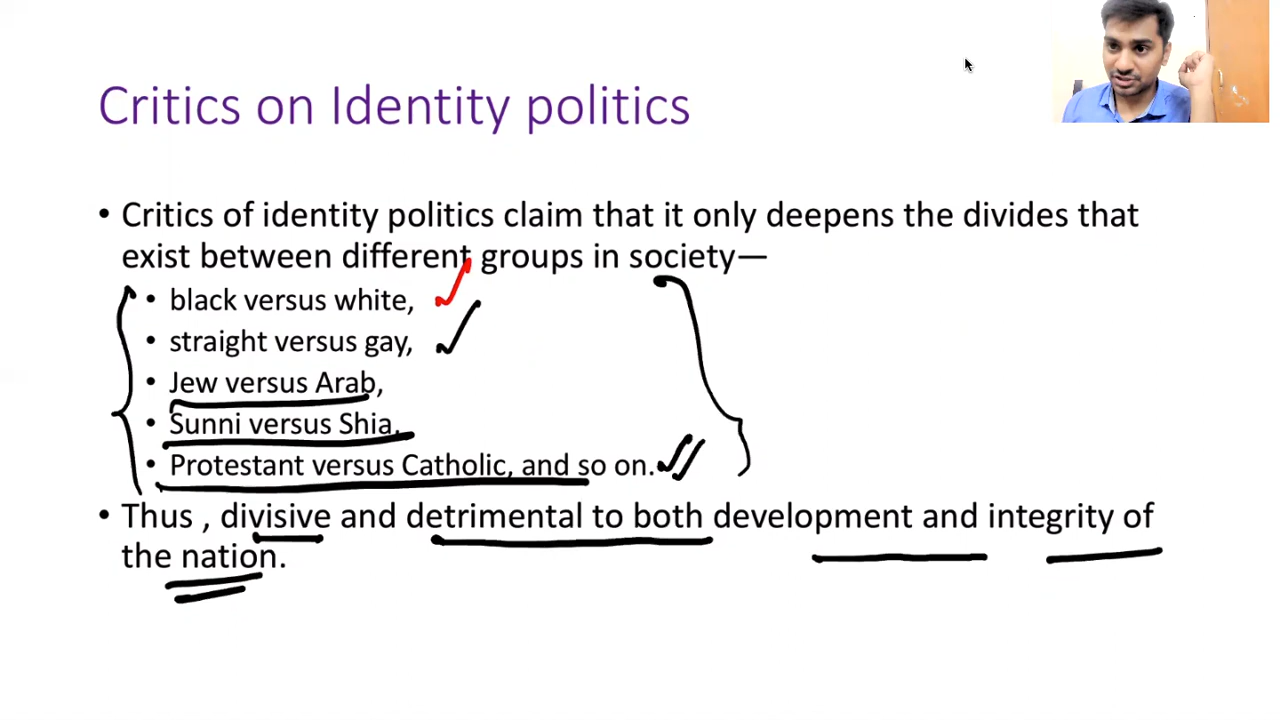 Critics on Identity politics
• Critics of identity politics claim that it only deepens the divides that
exist between different groups in society—
• black versus white,
• straight versus gay,
• Jew versus Arab,
• Sunni versus Shia,
• Protestant versus Catholic, and so on.
• Thus , divisive and detrimental to both development and integrity of
the nation.